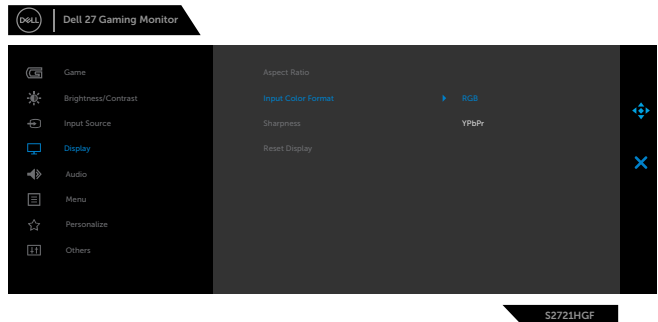 DELL
Dell 27 Gaming Monitor
Game
Aspect Ratio
Brightness/Contrast
Input Color Format
RGB
Input Source
Sharpness
YPbPr
Display
Reset Display
Audio
Menu
Personalize
Others
S2721HGF